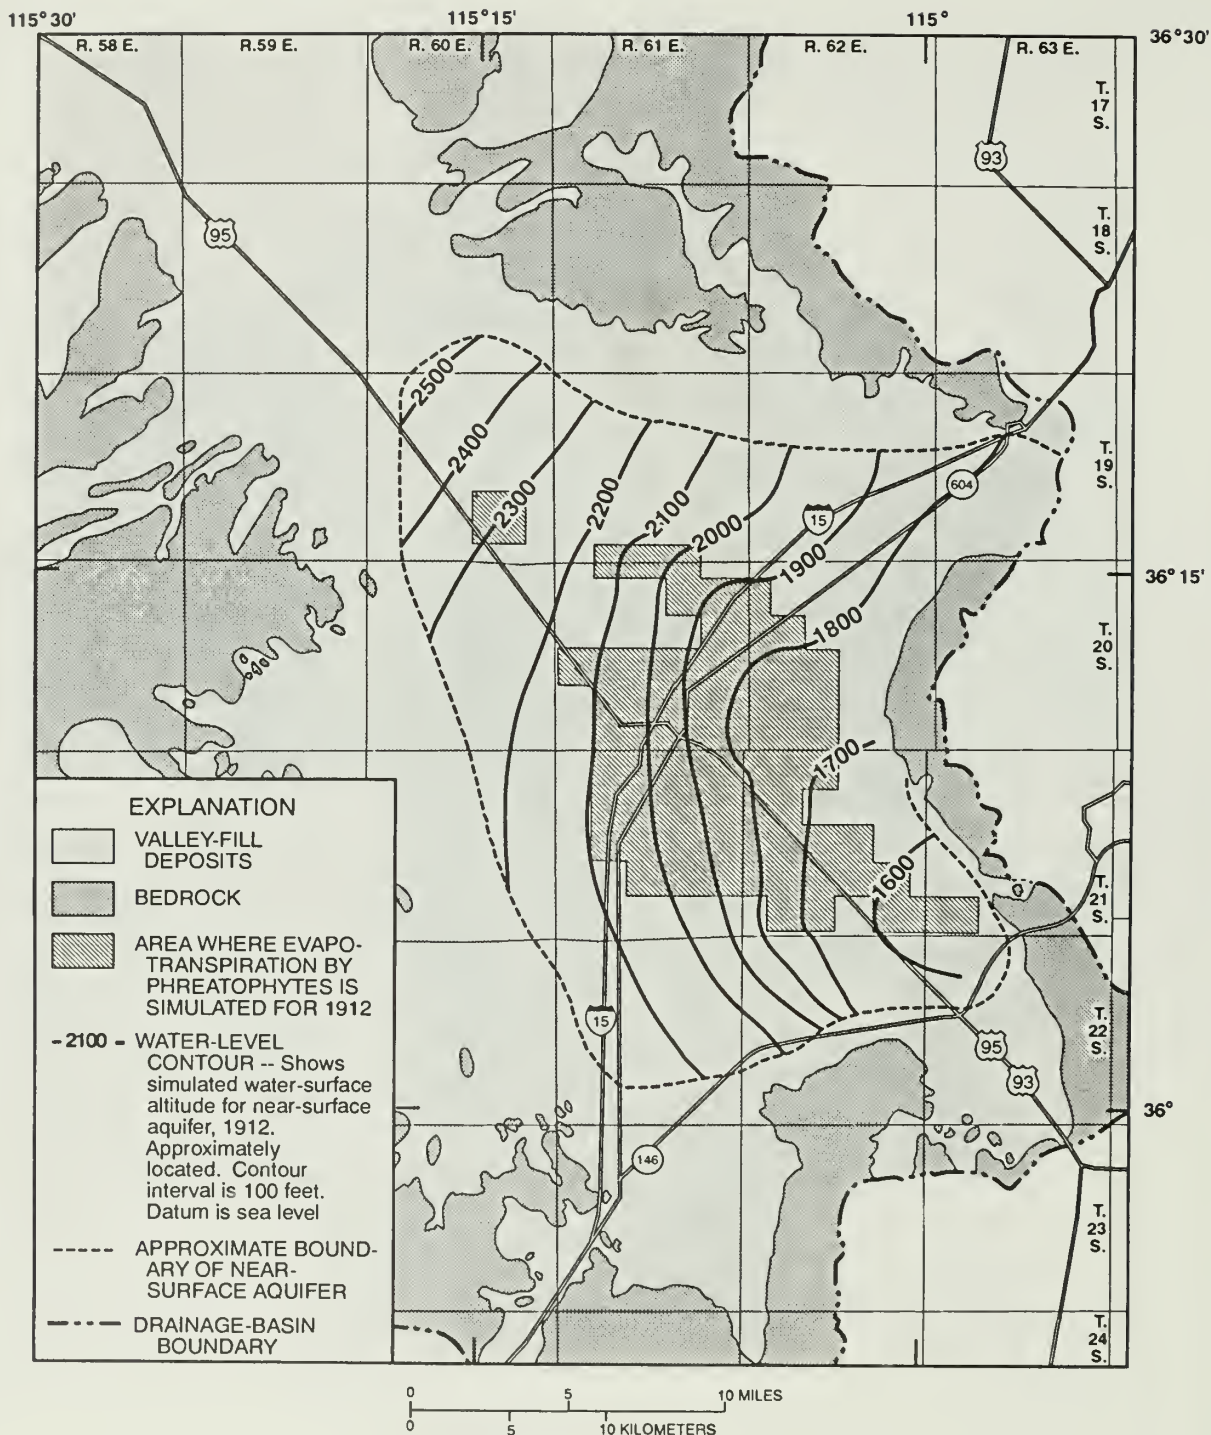 115°30'
115°15'
115°
R. 58 E.
R.59 E.
R. 60 E.
R. 61 E.
R. 62 E.
R. 63 E.
36°30'
T. 17 S.
93
T. 18 S.
95
2500
2400
2300
2200
2100
2000
1900
1800
1700
1600
T. 19 S.
604
15
36°15'
T. 20 S.
T. 21 S.
15
T. 22 S.
95
93
36°
146
T. 23 S.
T. 24 S.
EXPLANATION
VALLEY-FILL
DEPOSITS
BEDROCK
AREA WHERE EVAPO-
TRANSPIRATION BY
PHREATOPHYTES IS
SIMULATED FOR 1912
- 2100 - WATER-LEVEL
CONTOUR -- Shows
simulated water-surface
altitude for near-surface
aquifer, 1912.
Approximately
located. Contour
interval is 100 feet.
Datum is sea level
APPROXIMATE BOUND-
ARY OF NEAR-
SURFACE AQUIFER
DRAINAGE-BASIN
BOUNDARY
0 5 10 MILES
0 5 10 KILOMETERS